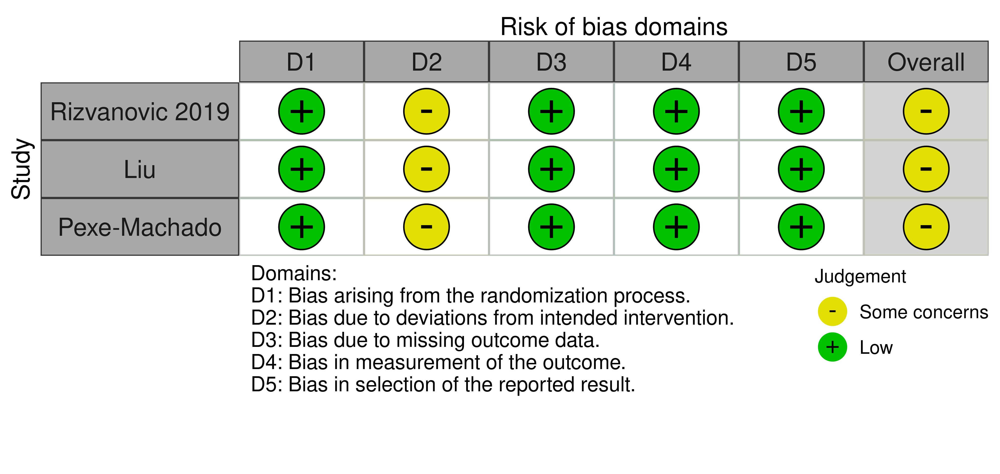 Risk of bias domains
D1 D2 D3 D4 D5 Overall
Study
Rizvanovic 2019 + - + + + -
Liu + - + + + -
Pexe-Machado + - + + + -
Domains:
D1: Bias arising from the randomization process.
D2: Bias due to deviations from intended intervention.
D3: Bias due to missing outcome data.
D4: Bias in measurement of the outcome.
D5: Bias in selection of the reported result.
Judgement
- Some concerns
+ Low